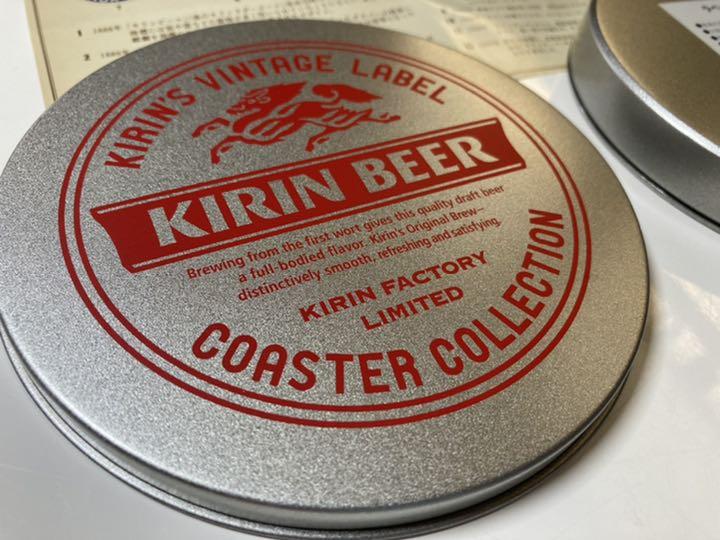 KIRIN'S VINTAGE LABEL
KIRIN BEER
Brewing from the first wort gives this quality draft beer
a full-bodied flavor. Kirin's Original Brew—
distinctively smooth, refreshing and satisfying.
KIRIN FACTORY
LIMITED
COASTER COLLECTION